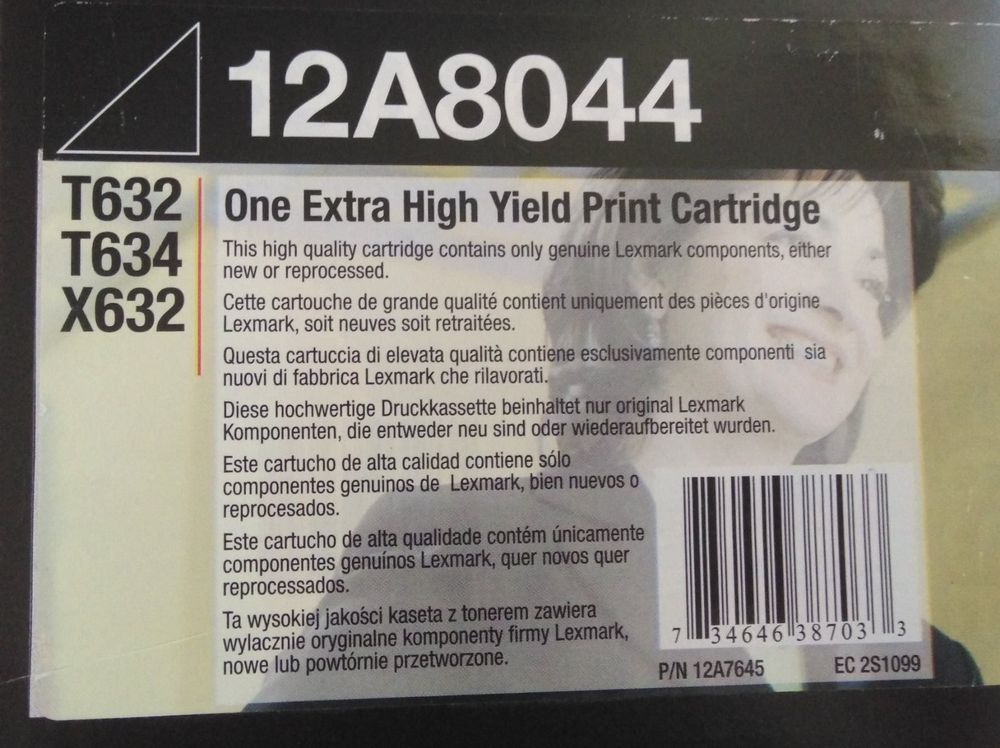 12A8044
T632
T634
X632
One Extra High Yield Print Cartridge
This high quality cartridge contains only genuine Lexmark components, either
new or reprocessed.
Cette cartouche de grande qualité contient uniquement des pièces d'origine
Lexmark, soit neuves soit retraitées.
Questa cartuccia di elevata qualità contiene esclusivamente componenti sia
nuovi di fabbrica Lexmark che rilavorati.
Diese hochwertige Druckkassette beinhaltet nur original Lexmark
Komponenten, die entweder neu sind oder wiederaufbereitet wurden.
Este cartucho de alta calidad contiene sólo
componentes genuinos de Lexmark, bien nuevos o
reprocesados.
Este cartucho de alta qualidade contém únicamente
componentes genuínos Lexmark, quer novos quer
reprocessados.
Ta wysokiej jakości kaseta z tonerem zawiera
wylacznie oryginalne komponenty firmy Lexmark,
nowe lub powtórnie przetworzone.
7 34646 38703 3
P/N 12A7645 EC 2S1099